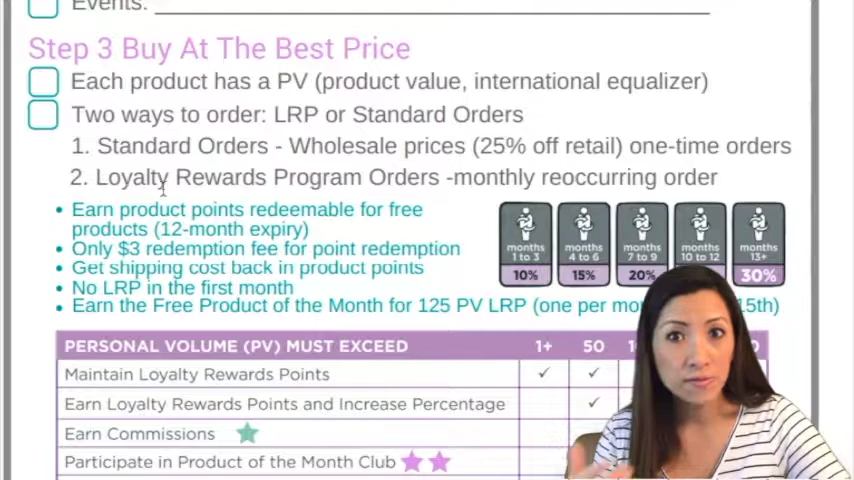 Events:
Step 3 Buy At The Best Price
Each product has a PV (product value, international equalizer)
Two ways to order: LRP or Standard Orders
1. Standard Orders - Wholesale prices (25% off retail) one-time orders
2. Loyalty Rewards Program Orders -monthly reoccurring order
• Earn product points redeemable for free
products (12-month expiry)
• Only $3 redemption fee for point redemption
• Get shipping cost back in product points
• No LRP in the first month
• Earn the Free Product of the Month for 125 PV LRP (one per 15th)
months months months months months
1 to 3 4 to 6 7 to 9 10 to 12 13+
10% 15% 20% 30%
PERSONAL VOLUME (PV) MUST EXCEED 1+ 50
Maintain Loyalty Rewards Points
Earn Loyalty Rewards Points and Increase Percentage
Earn Commissions
Participate in Product of the Month Club